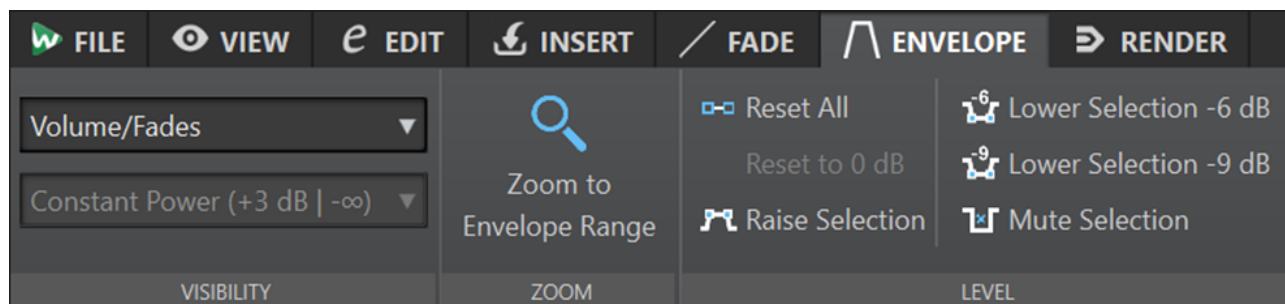 FILE VIEW EDIT INSERT FADE ENVELOPE RENDER
Volume/Fades
Constant Power (+3 dB | -∞)
Zoom to
Envelope Range
Reset All
Reset to 0 dB
Raise Selection
-6 Lower Selection -6 dB
-9 Lower Selection -9 dB
Mute Selection
VISIBILITY ZOOM LEVEL